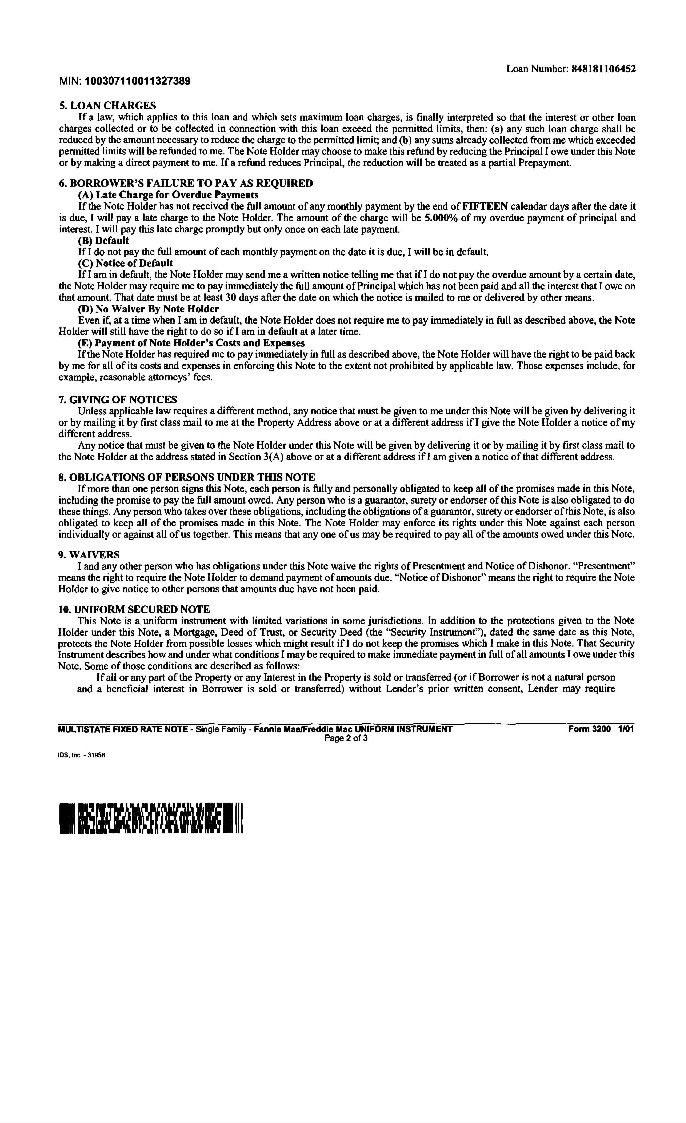 Loan Number: 848181106452
MIN: 100307110011327389
5. LOAN CHARGES
If a law, which applies to this loan and which sets maximum loan charges, is finally interpreted so that the interest or other loan
charges collected or to be collected in connection with this loan exceed the permitted limits, then: (a) any such loan charge shall be
reduced by the amount necessary to reduce the charge to the permitted limit; and (b) any sums already collected from me which exceeded
permitted limits will be refunded to me. The Note Holder may choose to make this refund by reducing the Principal I owe under this Note
or by making a direct payment to me. If a refund reduces Principal, the reduction will be treated as a partial Prepayment.
6. BORROWER'S FAILURE TO PAY AS REQUIRED
(A) Late Charge for Overdue Payments
If the Note Holder has not received the full amount of any monthly payment by the end of FIFTEEN calendar days after the date it
is due, I will pay a late charge to the Note Holder. The amount of the charge will be 5.000% of my overdue payment of principal and
interest. I will pay this late charge promptly but only once on each late payment.
(B) Default
If I do not pay the full amount of each monthly payment on the date it is due, I will be in default.
(C) Notice of Default
If I am in default, the Note Holder may send me a written notice telling me that if I do not pay the overdue amount by a certain date,
the Note Holder may require me to pay immediately the full amount of Principal which has not been paid and all the interest that I owe on
that amount. That date must be at least 30 days after the date on which the notice is mailed to me or delivered by other means.
(D) No Waiver By Note Holder
Even if, at a time when I am in default, the Note Holder does not require me to pay immediately in full as described above, the Note
Holder will still have the right to do so if I am in default at a later time.
(E) Payment of Note Holder's Costs and Expenses
If the Note Holder has required me to pay immediately in full as described above, the Note Holder will have the right to be paid back
by me for all of its costs and expenses in enforcing this Note to the extent not prohibited by applicable law. Those expenses include, for
example, reasonable attorneys' fees.
7. GIVING OF NOTICES
Unless applicable law requires a different method, any notice that must be given to me under this Note will be given by delivering it
or by mailing it by first class mail to me at the Property Address above or at a different address if I give the Note Holder a notice of my
different address.
Any notice that must be given to the Note Holder under this Note will be given by delivering it or by mailing it by first class mail to
the Note Holder at the address stated in Section 3(A) above or at a different address if I am given a notice of that different address.
8. OBLIGATIONS OF PERSONS UNDER THIS NOTE
If more than one person signs this Note, each person is fully and personally obligated to keep all of the promises made in this Note,
including the promise to pay the full amount owed. Any person who is a guarantor, surety or endorser of this Note is also obligated to do
these things. Any person who takes over these obligations, including the obligations of a guarantor, surety or endorser of this Note, is also
obligated to keep all of the promises made in this Note. The Note Holder may enforce its rights under this Note against each person
individually or against all of us together. This means that any one of us may be required to pay all of the amounts owed under this Note.
9. WAIVERS
I and any other person who has obligations under this Note waive the rights of Presentment and Notice of Dishonor. "Presentment"
means the right to require the Note Holder to demand payment of amounts due. "Notice of Dishonor" means the right to require the Note
Holder to give notice to other persons that amounts due have not been paid.
10. UNIFORM SECURED NOTE
This Note is a uniform instrument with limited variations in some jurisdictions. In addition to the protections given to the Note
Holder under this Note, a Mortgage, Deed of Trust, or Security Deed (the "Security Instrument"), dated the same date as this Note,
protects the Note Holder from possible losses which might result if I do not keep the promises which I make in this Note. That Security
Instrument describes how and under what conditions I may be required to make immediate payment in full of all amounts I owe under this
Note. Some of those conditions are described as follows:
If all or any part of the Property or any Interest in the Property is sold or transferred (or if Borrower is not a natural person
and a beneficial interest in Borrower is sold or transferred) without Lender's prior written consent, Lender may require
MULTISTATE FIXED RATE NOTE - Single Family - Fannie Mae/Freddie Mac UNIFORM INSTRUMENT Form 3200 1/01
Page 2 of 3
IDS, Inc. - 31958